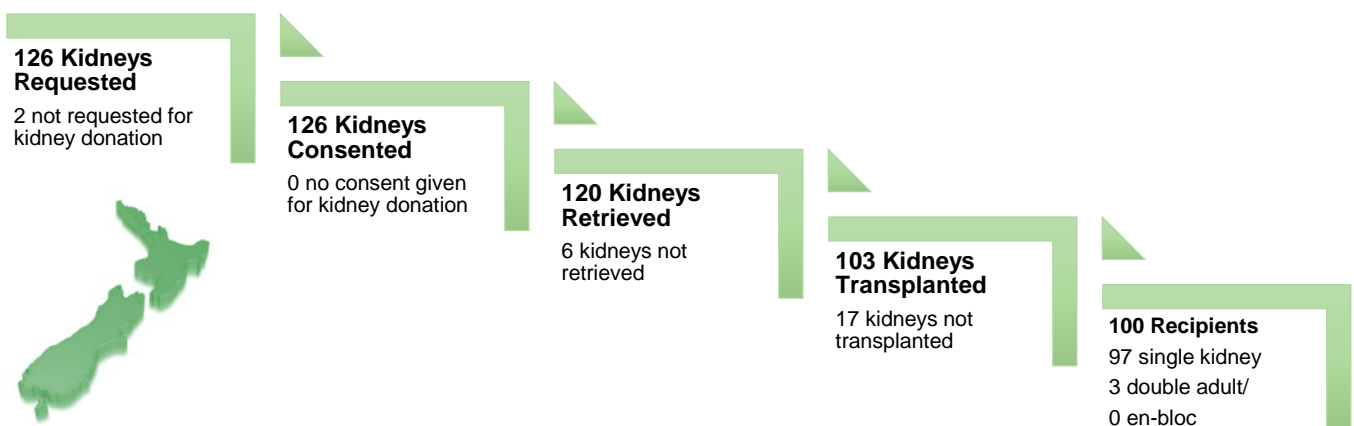 126 Kidneys
Requested
2 not requested for
kidney donation
126 Kidneys
Consented
0 no consent given
for kidney donation
120 Kidneys
Retrieved
6 kidneys not
retrieved
103 Kidneys
Transplanted
17 kidneys not
transplanted
100 Recipients
97 single kidney
3 double adult/
0 en-bloc